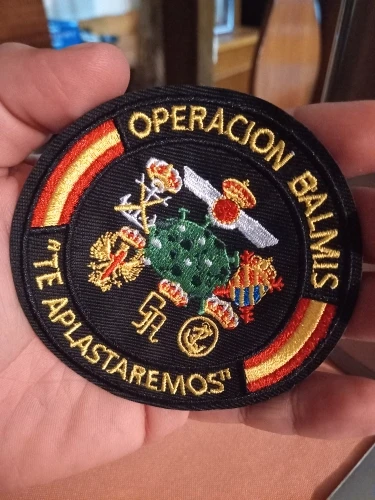 OPERACION BALMIS
"TE APLASTAREMOS"